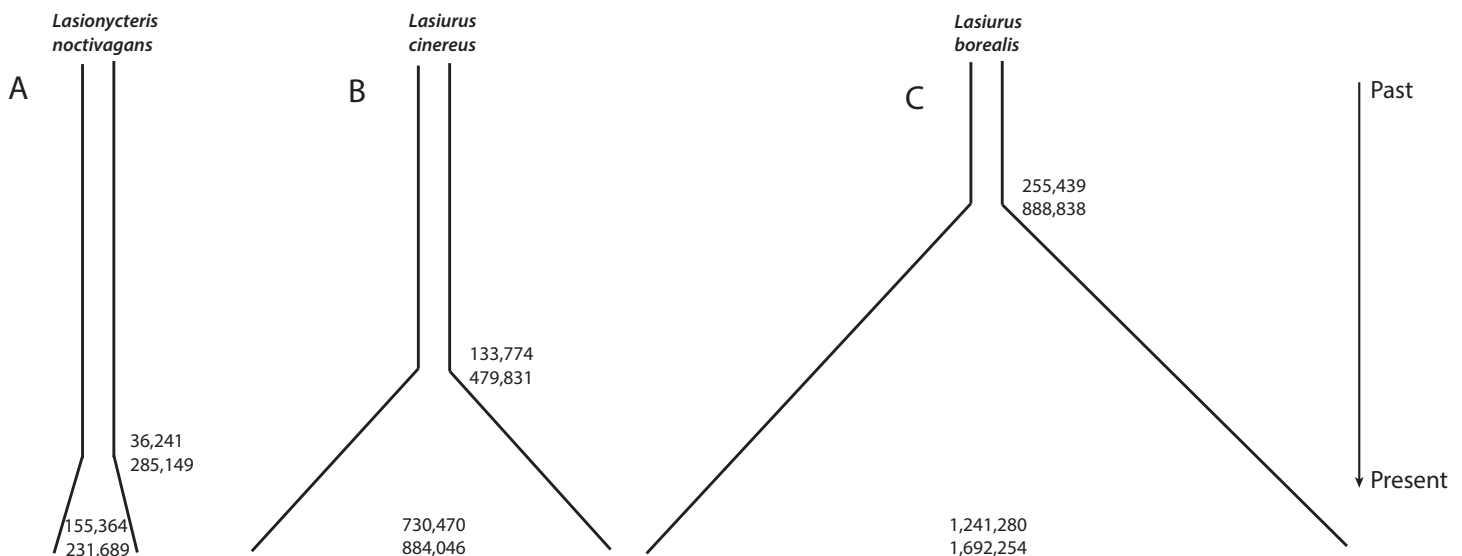 Lasionycteris
noctivagans
A
36,241
285,149
155,364
231,689
Lasiurus
cinereus
B
133,774
479,831
730,470
884,046
Lasiurus
borealis
C
255,439
888,838
1,241,280
1,692,254
Past
Present